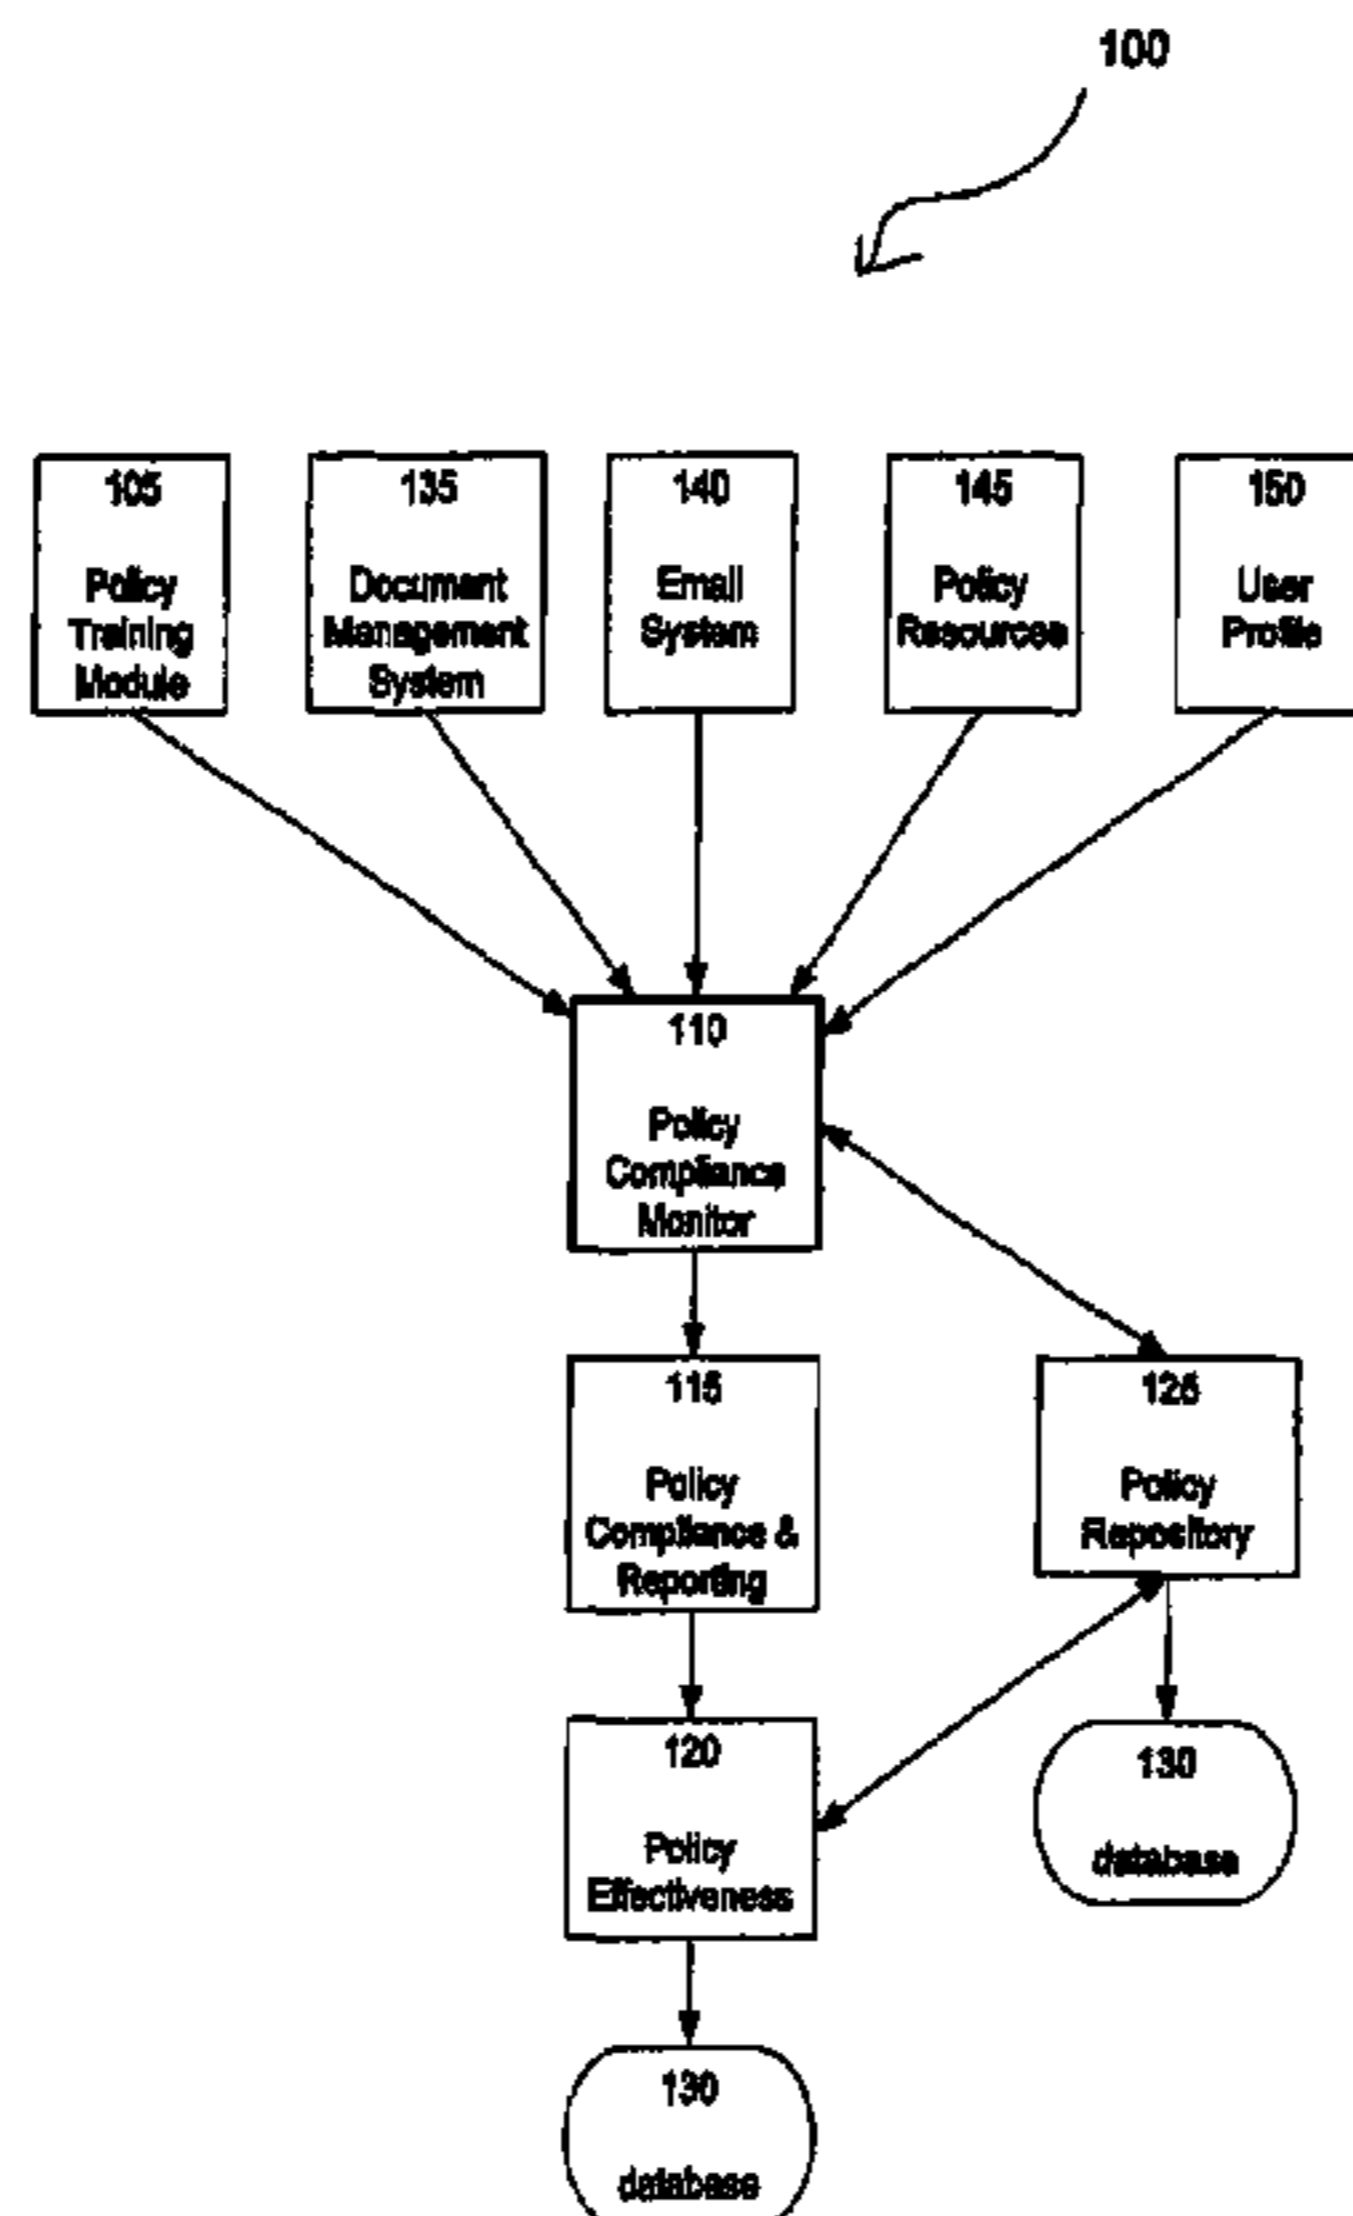 100
105
Policy
Training
Module
135
Document
Management
System
140
Email
System
145
Policy
Resources
150
User
Profile
110
Policy
Compliance
Monitor
115
Policy
Compliance &
Reporting
125
Policy
Repository
120
Policy
Effectiveness
130
database
130
database